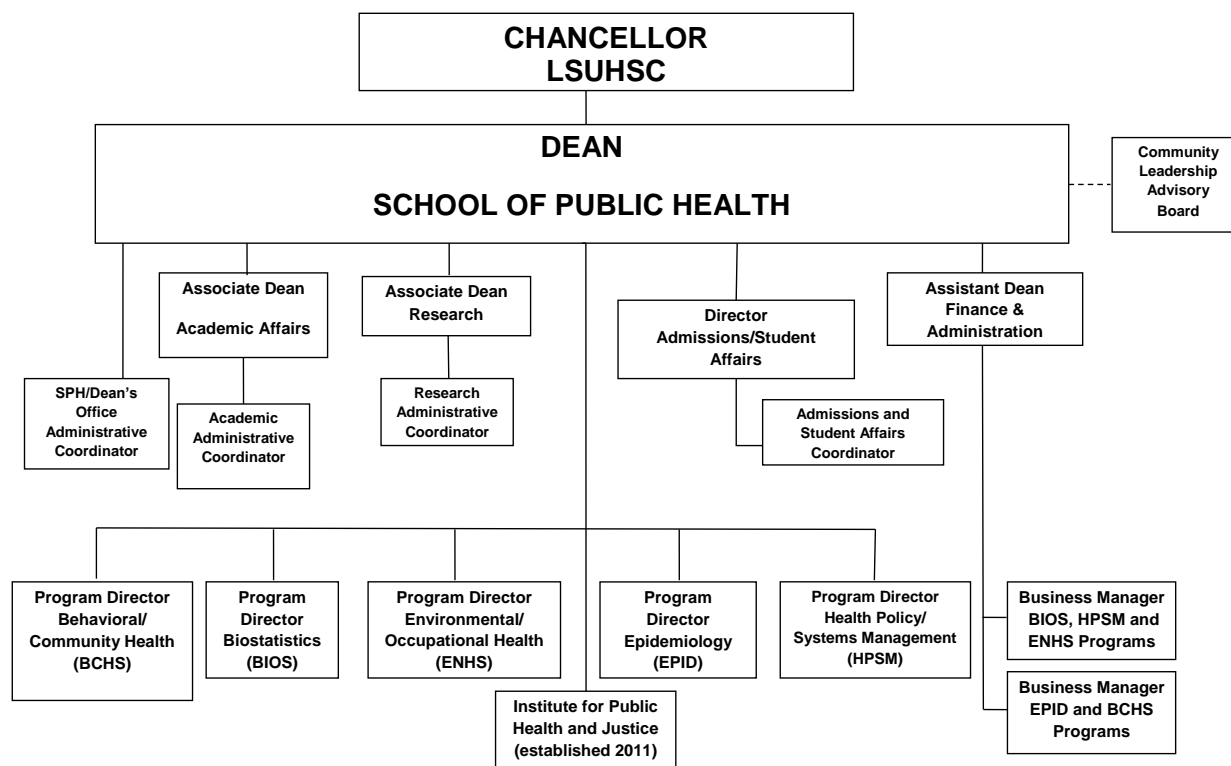 CHANCELLOR
LSUHSC
DEAN
SCHOOL OF PUBLIC HEALTH
Community
Leadership
Advisory
Board
Associate Dean
Academic Affairs
Associate Dean
Research
Director
Admissions/Student
Affairs
Assistant Dean
Finance &
Administration
SPH/Dean’s
Office
Administrative
Coordinator
Academic
Administrative
Coordinator
Research
Administrative
Coordinator
Admissions and
Student Affairs
Coordinator
Program Director
Behavioral/
Community Health
(BCHS)
Program
Director
Biostatistics
(BIOS)
Program Director
Environmental/
Occupational Health
(ENHS)
Program
Director
Epidemiology
(EPID)
Program Director
Health Policy/
Systems Management
(HPSM)
Business Manager
BIOS, HPSM and
ENHS Programs
Business Manager
EPID and BCHS
Programs
Institute for Public
Health and Justice
(established 2011)